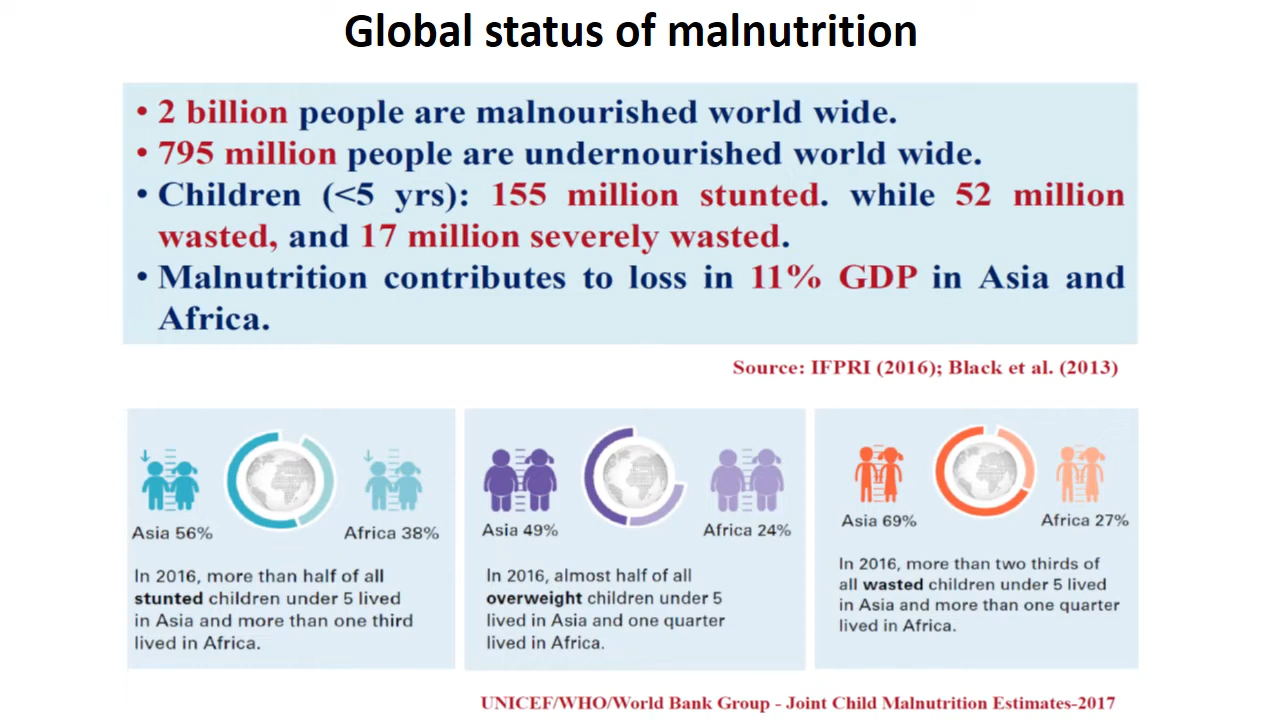 Global status of malnutrition
• 2 billion people are malnourished world wide.
• 795 million people are undernourished world wide.
• Children (<5 yrs): 155 million stunted. while 52 million
wasted, and 17 million severely wasted.
• Malnutrition contributes to loss in 11% GDP in Asia and
Africa.
Source: IFPRI (2016); Black et al. (2013)
Asia 56%
Africa 38%
In 2016, more than half of all
stunted children under 5 lived
in Asia and more than one third
lived in Africa.
Asia 49%
Africa 24%
In 2016, almost half of all
overweight children under 5
lived in Asia and one quarter
lived in Africa.
Asia 69%
Africa 27%
In 2016, more than two thirds of
all wasted children under 5 lived
in Asia and more than one quarter
lived in Africa.
UNICEF/WHO/World Bank Group - Joint Child Malnutrition Estimates-2017